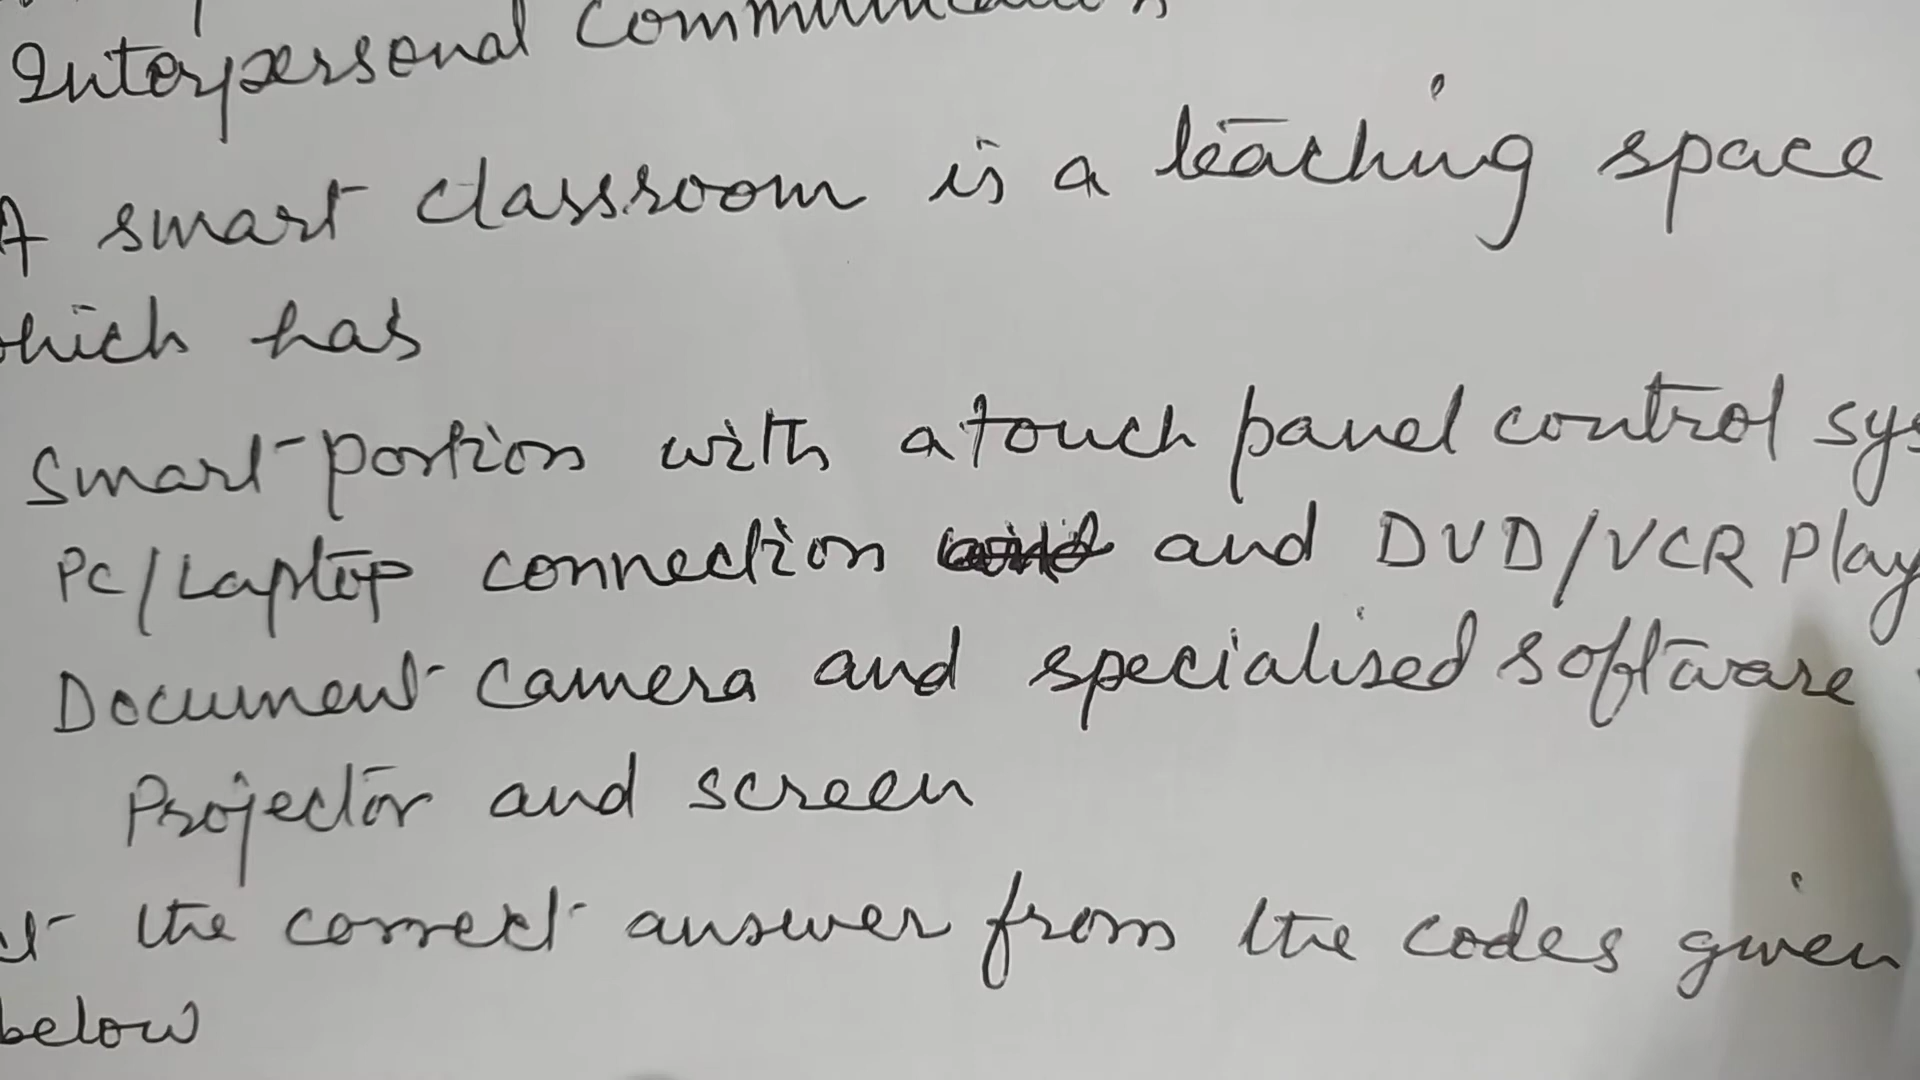 Interpersonal Communication
A smart classroom is a teaching space
which has
Smart portion with a touch panel control sys
PC/Laptop connection and DVD/VCR Play
Document camera and specialised software
Projector and screen
the correct answer from the codes given
below